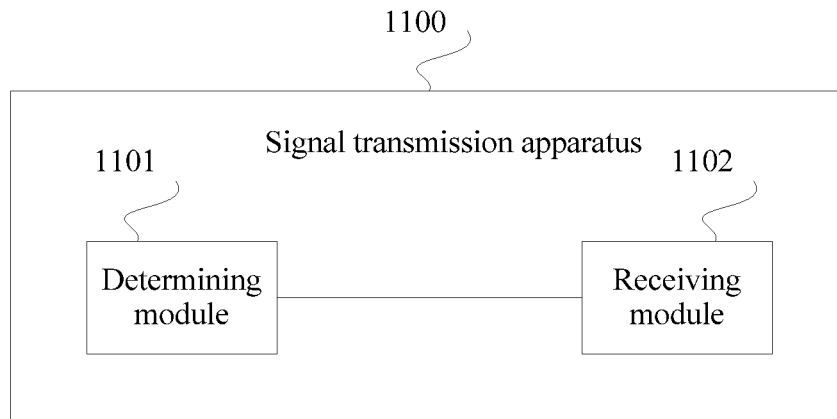 1100
Signal transmission apparatus
1101
1102
Determining
module
Receiving
module